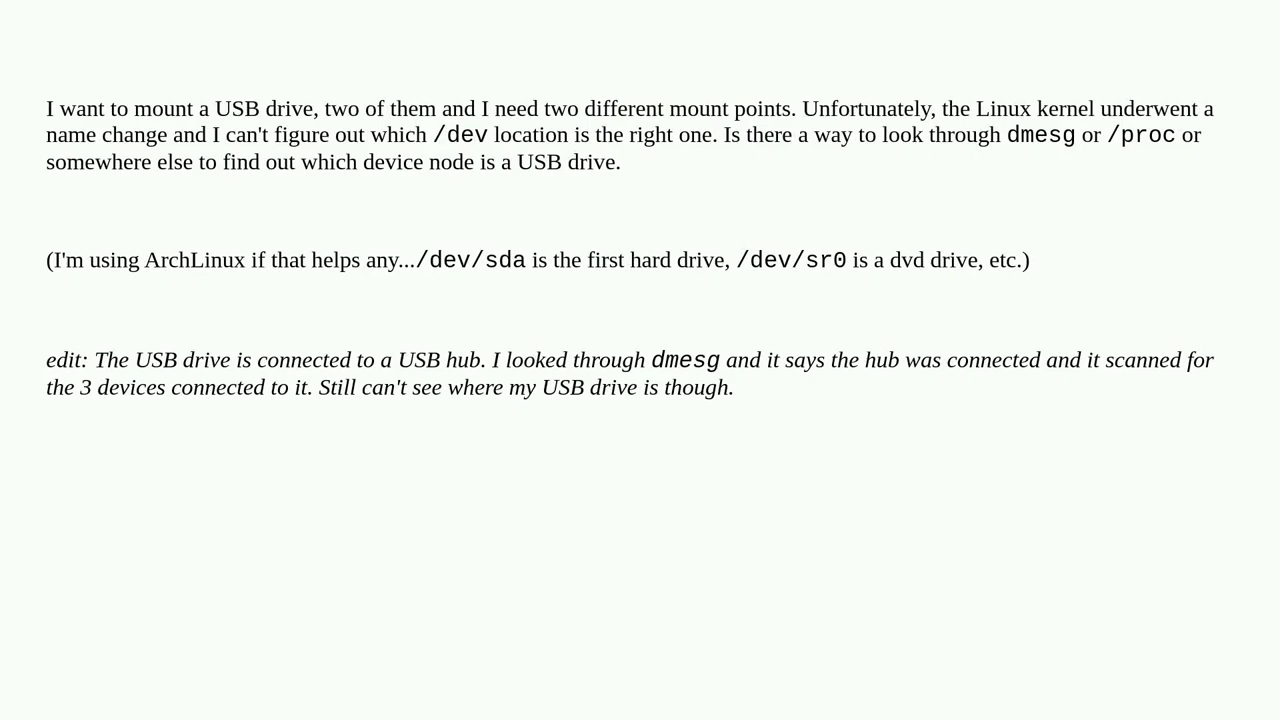 I want to mount a USB drive, two of them and I need two different mount points. Unfortunately, the Linux kernel underwent a
name change and I can't figure out which /dev location is the right one. Is there a way to look through dmesg or /proc or
somewhere else to find out which device node is a USB drive.
(I'm using ArchLinux if that helps any.../dev/sda is the first hard drive, /dev/sr0 is a dvd drive, etc.)
edit: The USB drive is connected to a USB hub. I looked through dmesg and it says the hub was connected and it scanned for
the 3 devices connected to it. Still can't see where my USB drive is though.